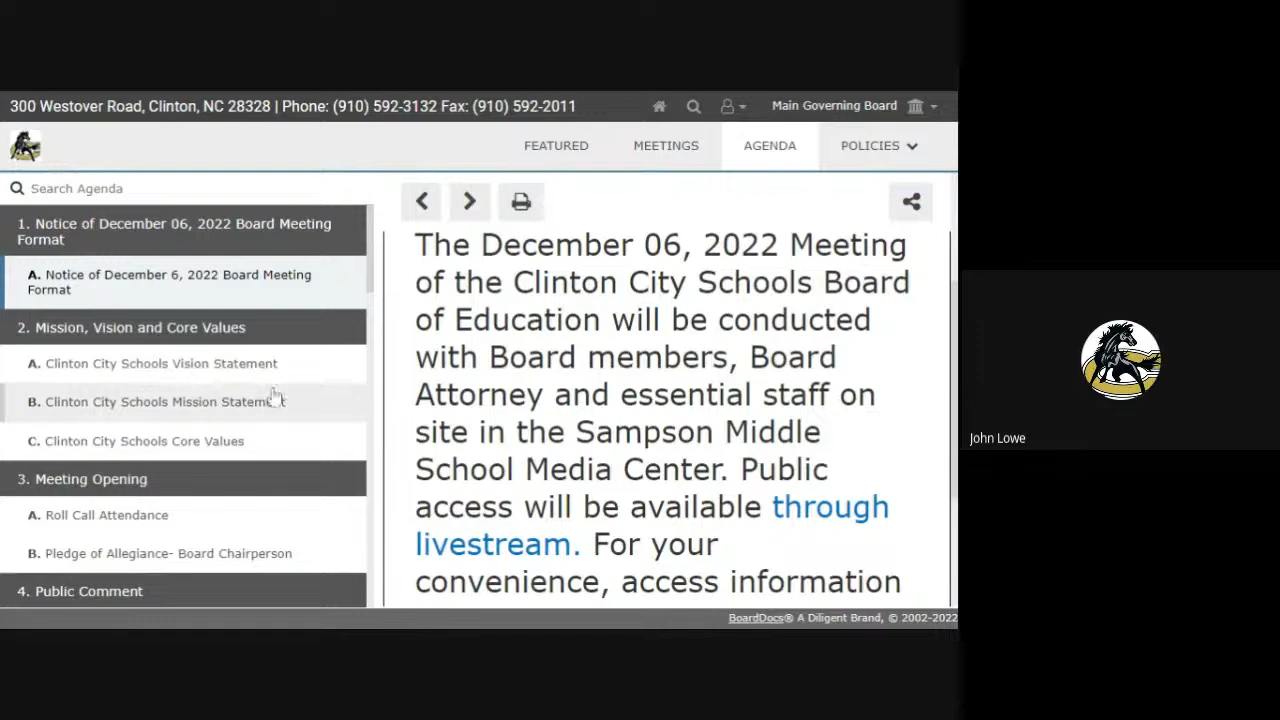 300 Westover Road, Clinton, NC 28328 | Phone: (910) 592-3132 Fax: (910) 592-2011
Main Governing Board
FEATURED
MEETINGS
AGENDA
POLICIES
Search Agenda
1. Notice of December 06, 2022 Board Meeting
Format
A. Notice of December 6, 2022 Board Meeting
Format
2. Mission, Vision and Core Values
A. Clinton City Schools Vision Statement
B. Clinton City Schools Mission Statement
C. Clinton City Schools Core Values
3. Meeting Opening
A. Roll Call Attendance
B. Pledge of Allegiance- Board Chairperson
4. Public Comment
The December 06, 2022 Meeting
of the Clinton City Schools Board
of Education will be conducted
with Board members, Board
Attorney and essential staff on
site in the Sampson Middle
School Media Center. Public
access will be available through
livestream. For your
convenience, access information
BoardDocs® A Diligent Brand, © 2002-2022
John Lowe